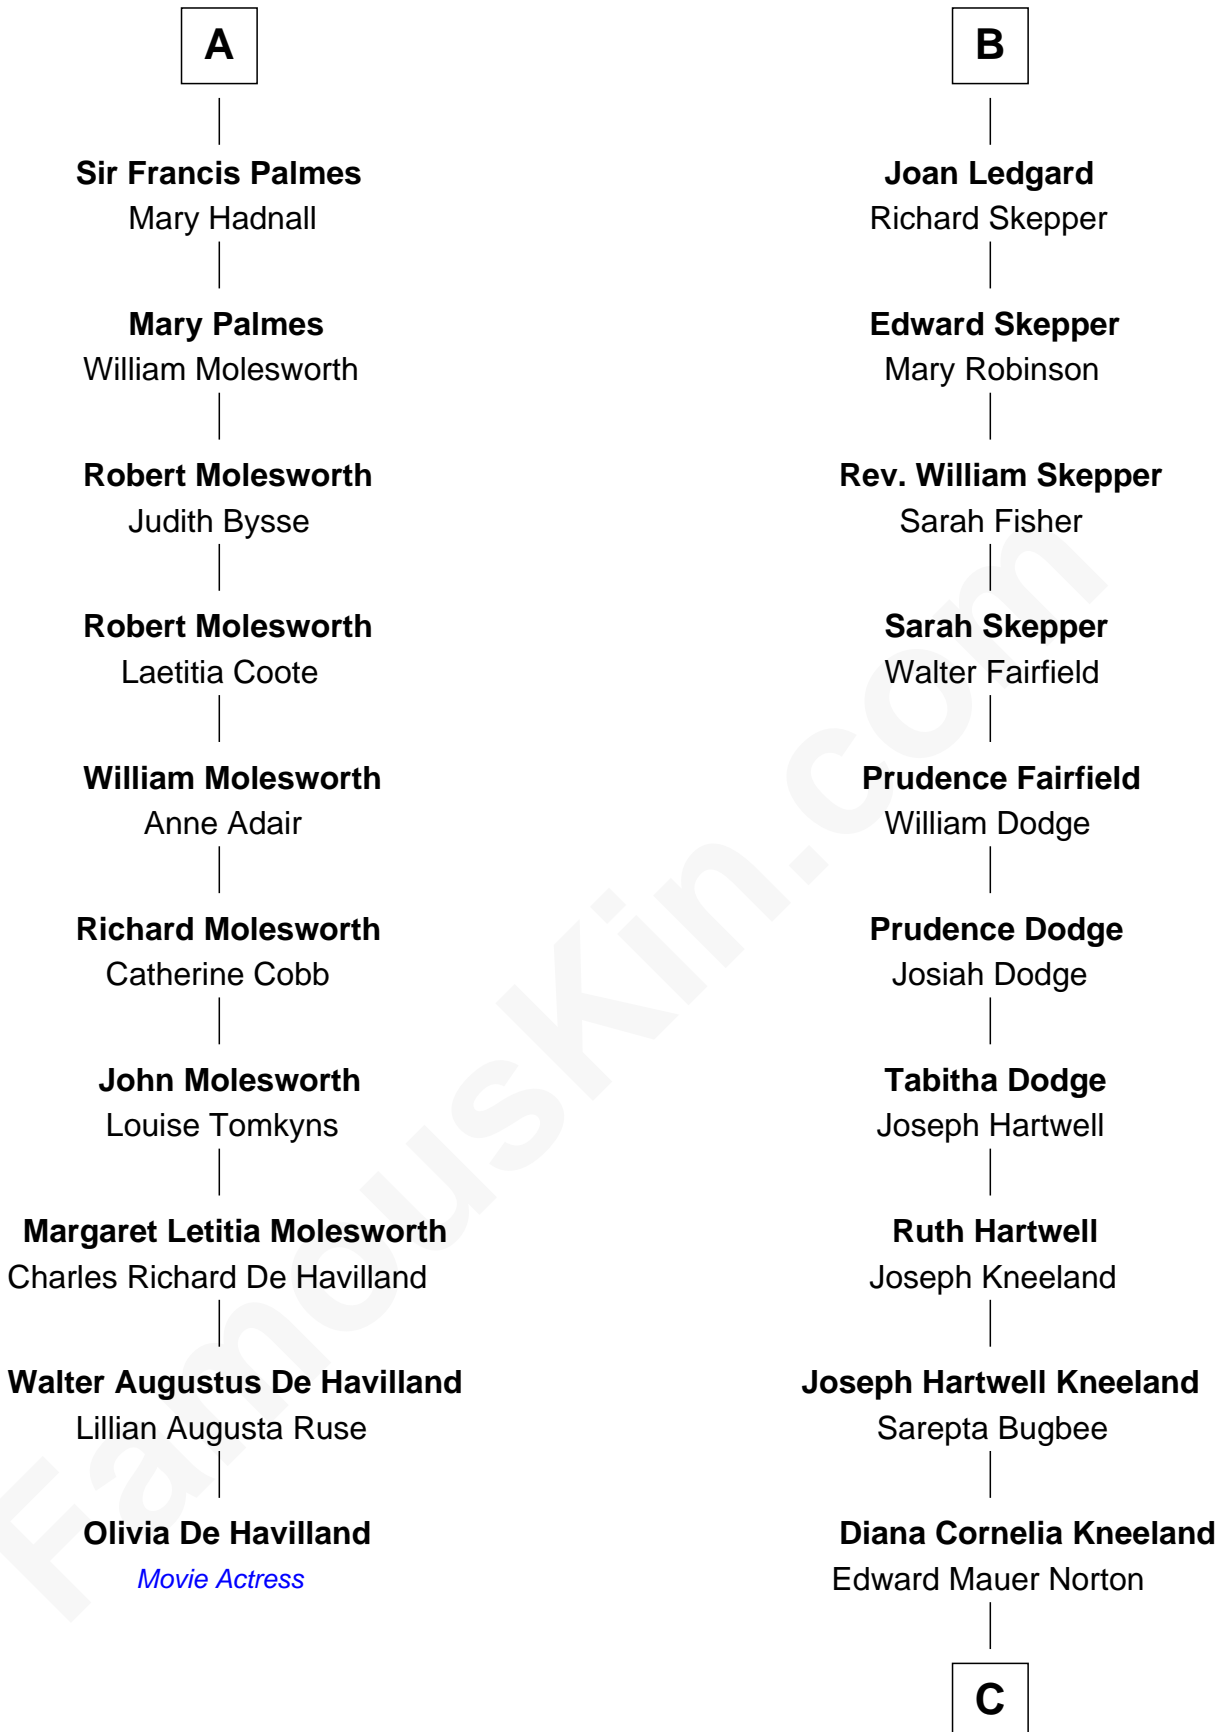 A
Sir Francis Palmes
Mary Hadnall
Mary Palmes
William Molesworth
Robert Molesworth
Judith Bysse
Robert Molesworth
Laetitia Coote
William Molesworth
Anne Adair
Richard Molesworth
Catherine Cobb
John Molesworth
Louise Tomkyns
Margaret Letitia Molesworth
Charles Richard De Havilland
Walter Augustus De Havilland
Lillian Augusta Ruse
Olivia De Havilland
Movie Actress
B
Joan Ledgard
Richard Skepper
Edward Skepper
Mary Robinson
Rev. William Skepper
Sarah Fisher
Sarah Skepper
Walter Fairfield
Prudence Fairfield
William Dodge
Prudence Dodge
Josiah Dodge
Tabitha Dodge
Joseph Hartwell
Ruth Hartwell
Joseph Kneeland
Joseph Hartwell Kneeland
Sarepta Bugbee
Diana Cornelia Kneeland
Edward Mauer Norton
C
FamousKin.com